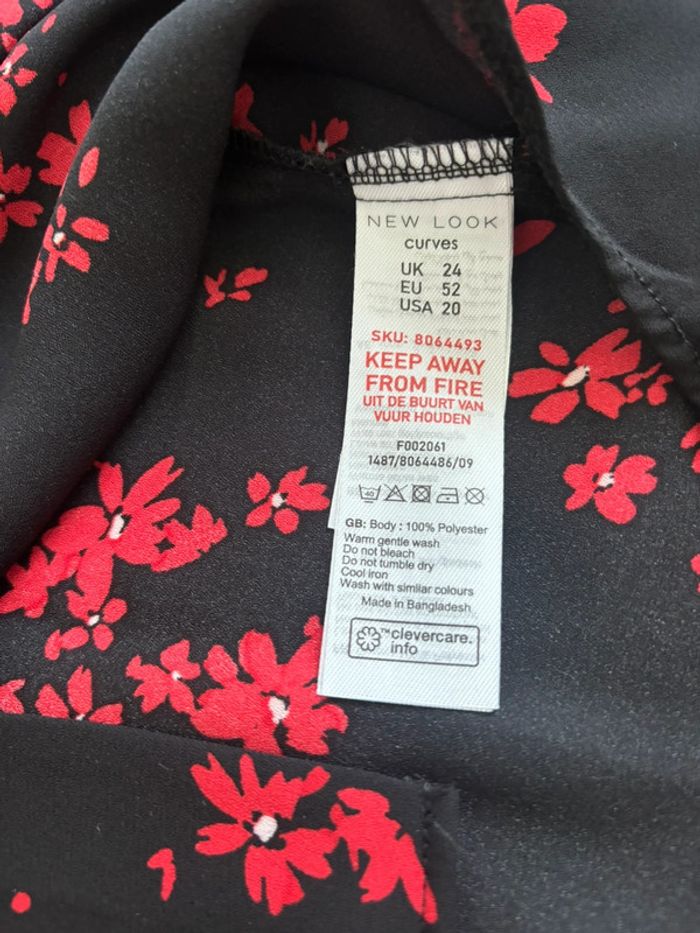 NEW LOOK
curves
UK 24
EU 52
USA 20
SKU: 8064493
KEEP AWAY
FROM FIRE
UIT DE BUURT VAN
VUUR HOUDEN
F002061
1487/8064486/09
40
GB: Body : 100% Polyester
Warm gentle wash
Do not bleach
Do not tumble dry
Cool iron
Wash with similar colours
Made in Bangladesh
™clevercare.
info